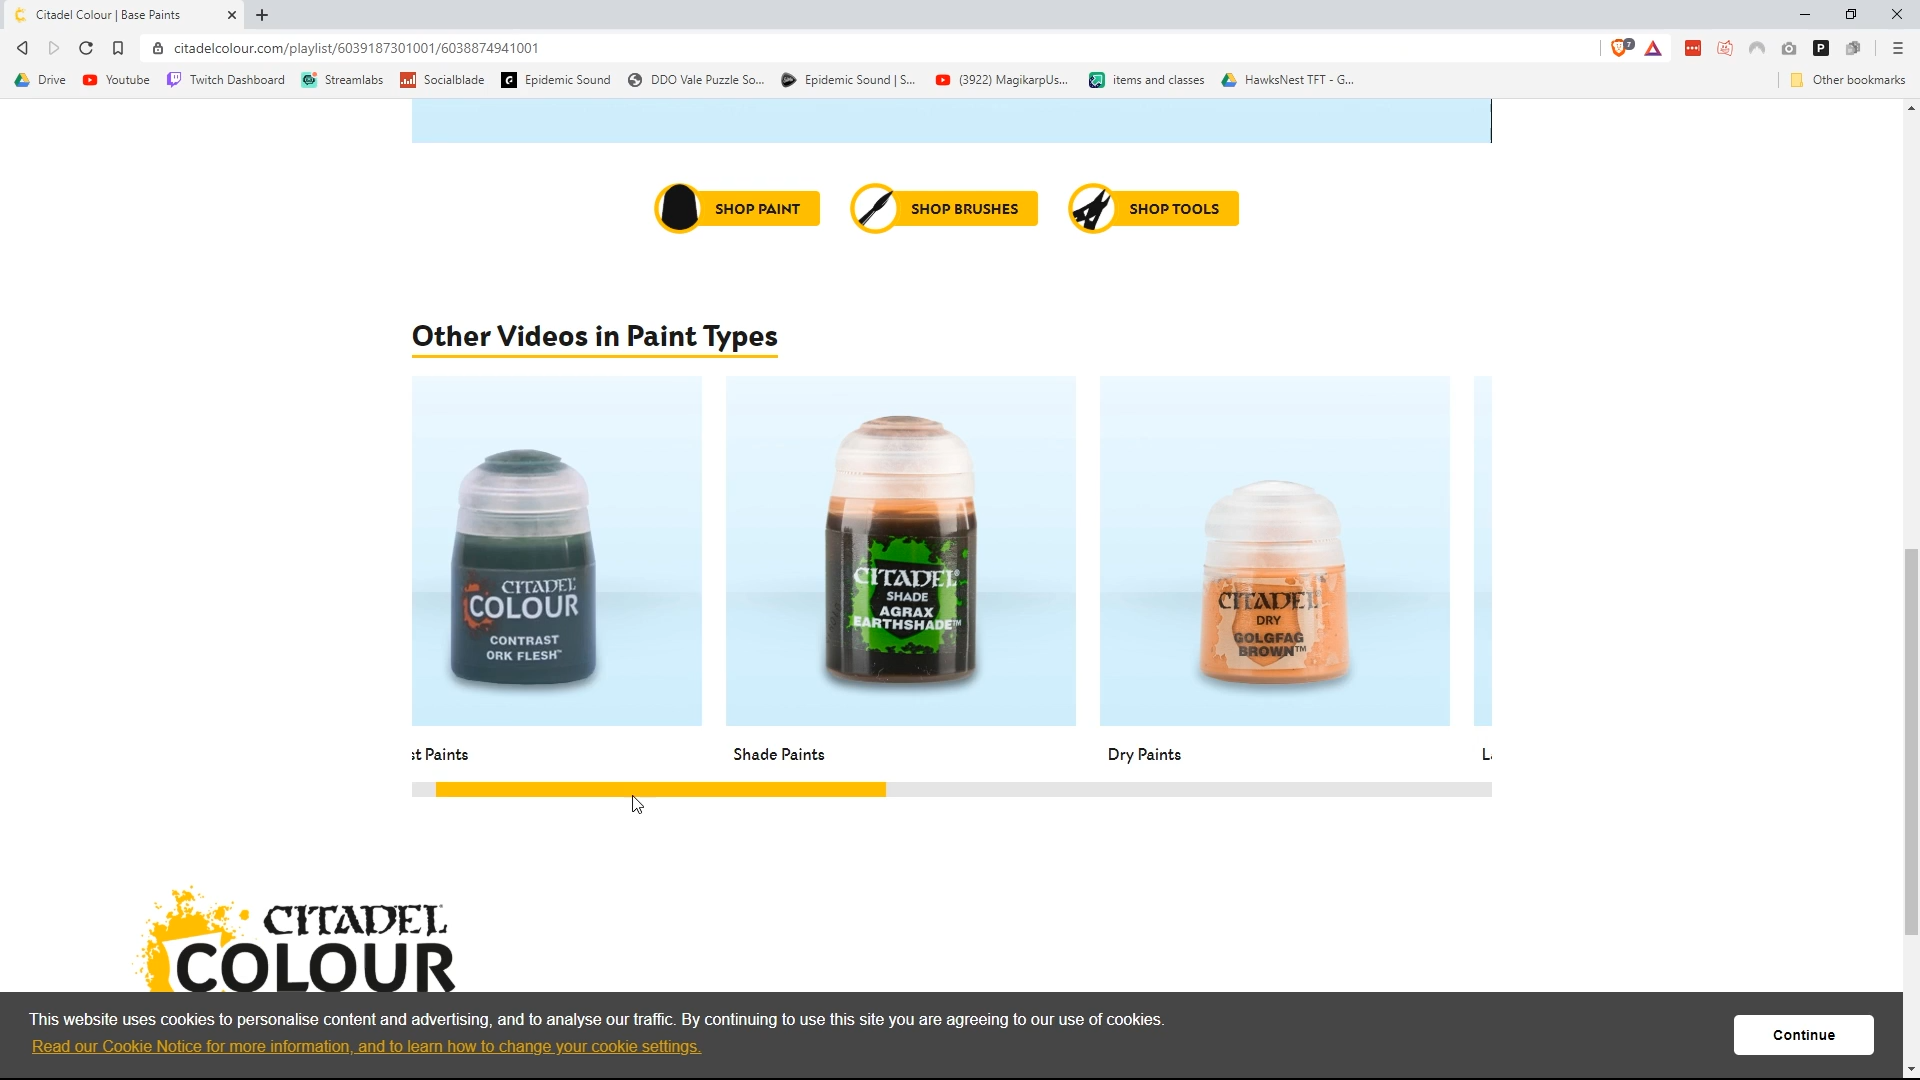 Citadel Colour | Base Paints
citadelcolour.com/playlist/6039187301001/6038874941001
7
P
Drive
Youtube
Twitch Dashboard
Streamlabs
Socialblade
Epidemic Sound
DDO Vale Puzzle So...
Epidemic Sound | S...
(3922) MagikarpUs...
items and classes
HawksNest TFT - G...
Other bookmarks
SHOP PAINT
SHOP BRUSHES
SHOP TOOLS
Other Videos in Paint Types
CITADEL
COLOUR
CONTRAST
ORK FLESH™
CITADEL®
SHADE
AGRAX
EARTHSHADE™
CITADEL
DRY
GOLGFAG
BROWN™
st Paints
Shade Paints
Dry Paints
CITADEL
COLOUR
This website uses cookies to personalise content and advertising, and to analyse our traffic. By continuing to use this site you are agreeing to our use of cookies.
Read our Cookie Notice for more information, and to learn how to change your cookie settings.
Continue